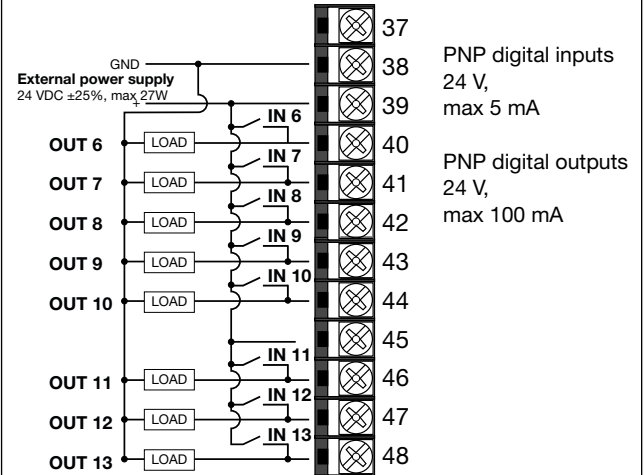 37
GND 38
External power supply
24 VDC ±25%, max 27W
+ 39
IN 6
OUT 6 LOAD 40
IN 7
OUT 7 LOAD 41
IN 8
OUT 8 LOAD 42
IN 9
OUT 9 LOAD 43
IN 10
OUT 10 LOAD 44
45
IN 11
OUT 11 LOAD 46
IN 12
OUT 12 LOAD 47
IN 13
OUT 13 LOAD 48
PNP digital inputs
24 V,
max 5 mA
PNP digital outputs
24 V,
max 100 mA